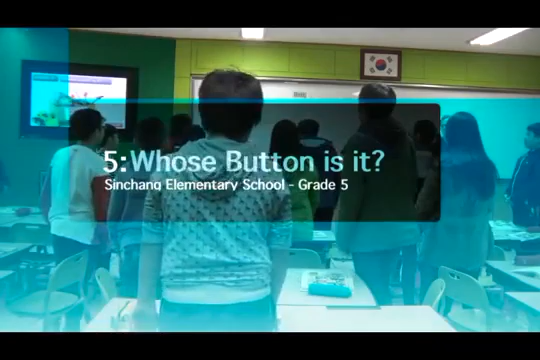 5: Whose Button is it?
Sinchang Elementary School - Grade 5